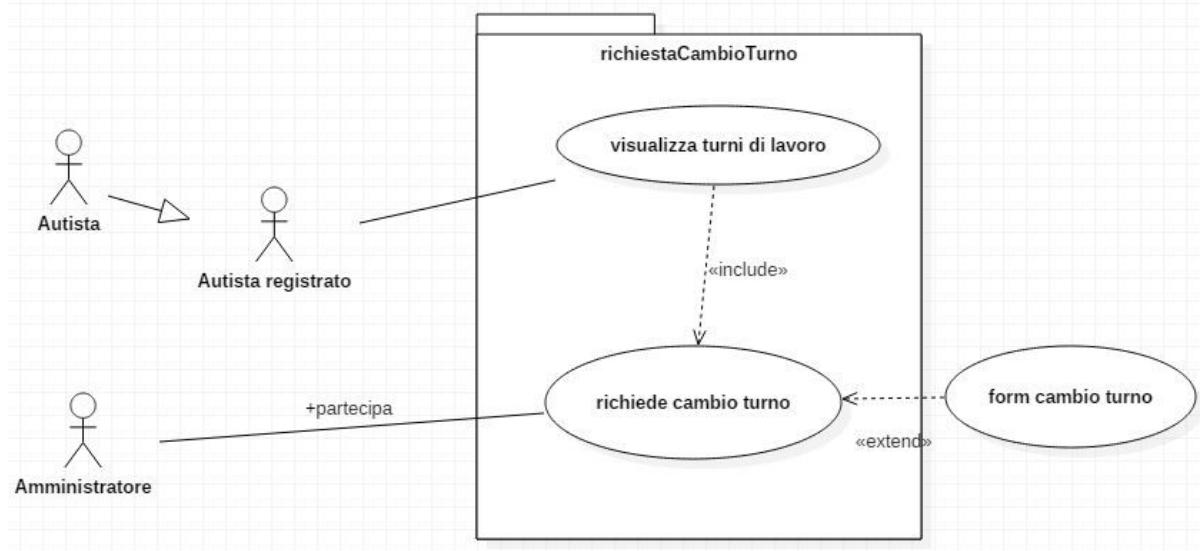 richiestaCambioTurno
visualizza turni di lavoro
Autista
Autista registrato
«include»
richiede cambio turno
form cambio turno
+partecipa
«extend»
Amministratore